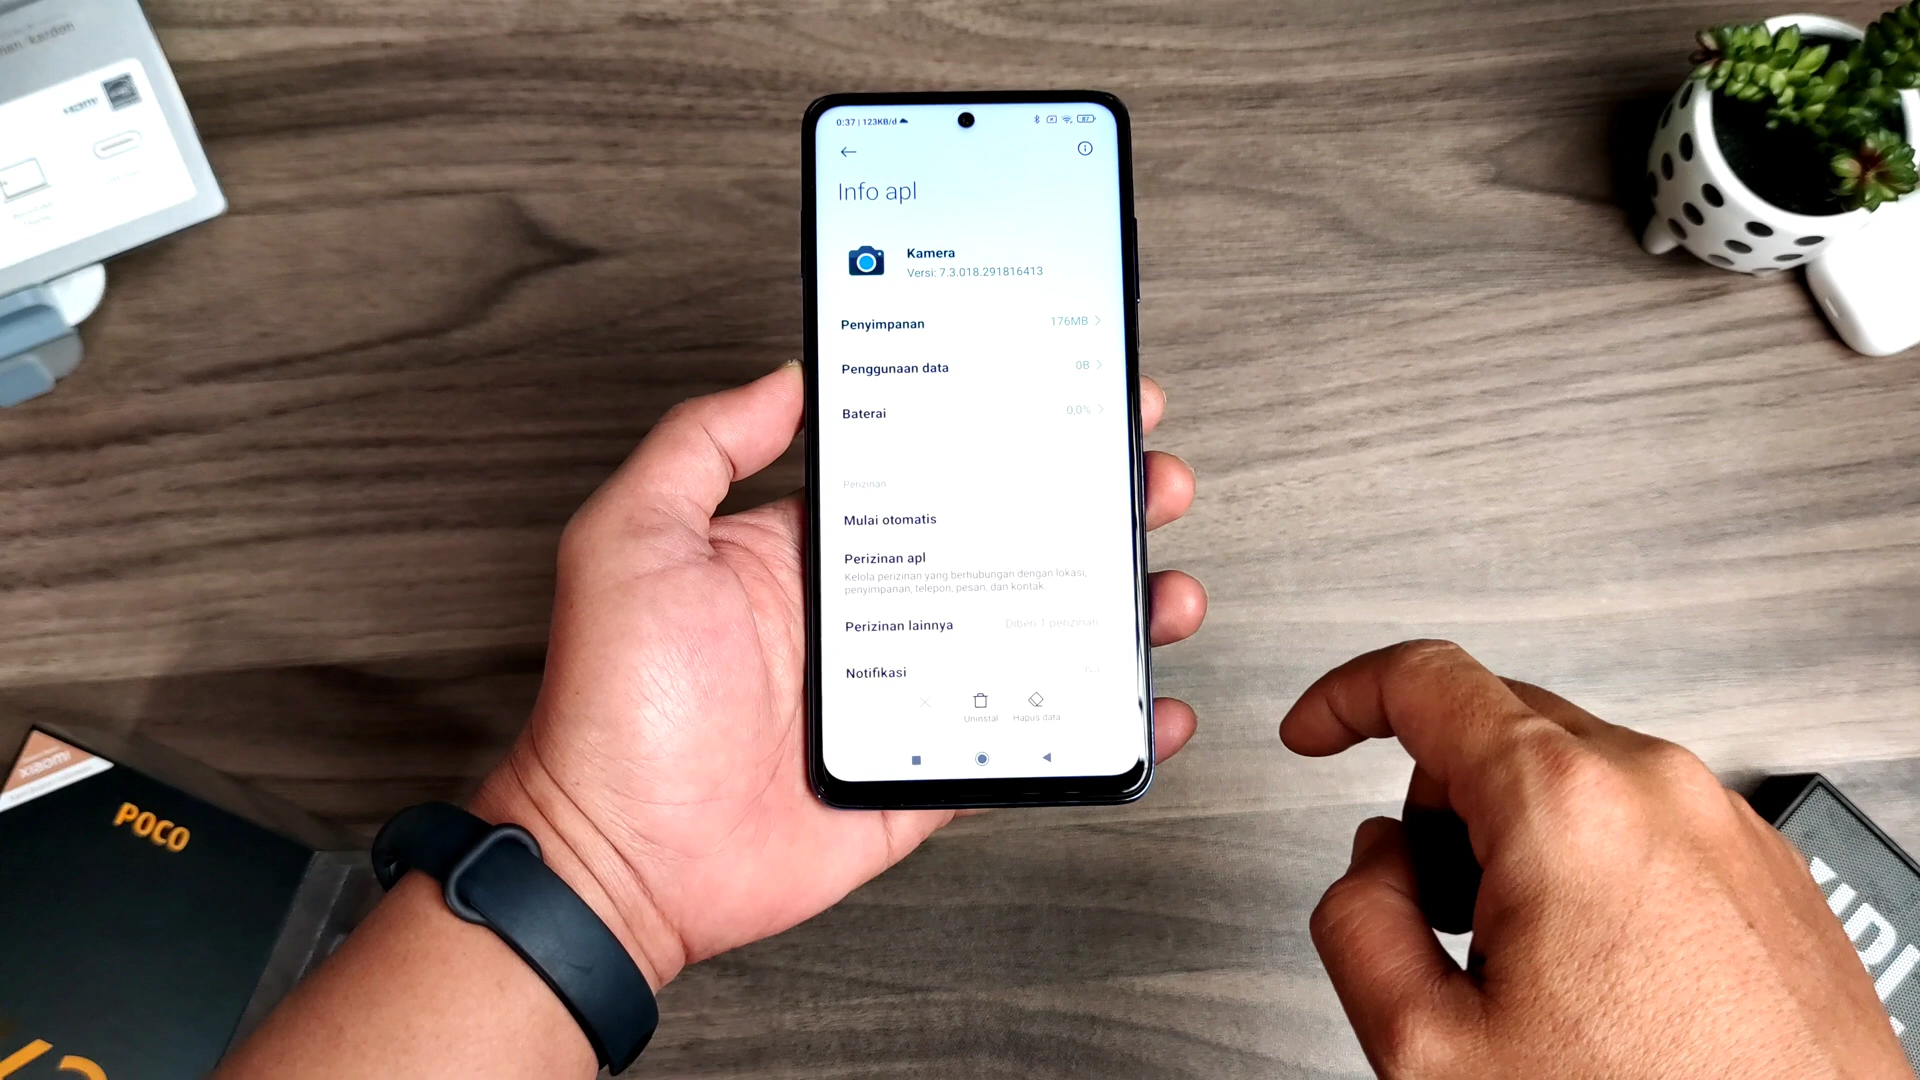 0:37 | 123KB/d
87
Info apl
Kamera
Versi: 7.3.018.291816413
Penyimpanan 176MB
Penggunaan data 0B
Baterai 0,0%
Perizinan
Mulai otomatis
Perizinan apl
Kelola perizinan yang berhubungan dengan lokasi,
penyimpanan, telepon, pesan, dan kontak.
Perizinan lainnya Diberi 1 perizinan
Notifikasi
Uninstal Hapus data
xiaomi
POCO